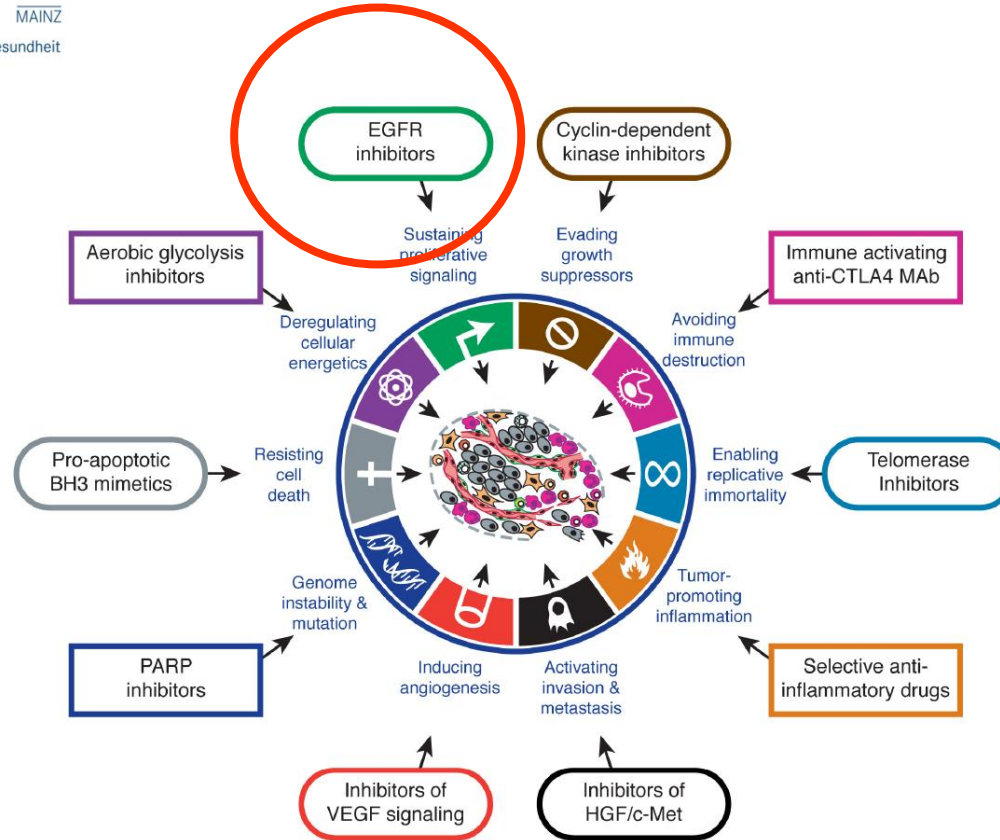 MAINZ
esundheit
EGFR
inhibitors
Cyclin-dependent
kinase inhibitors
Sustaining
proliferative
signaling
Evading
growth
suppressors
Aerobic glycolysis
inhibitors
Immune activating
anti-CTLA4 MAb
Deregulating
cellular
energetics
Avoiding
immune
destruction
Pro-apoptotic
BH3 mimetics
Resisting
cell
death
Enabling
replicative
immortality
Telomerase
Inhibitors
Genome
instability &
mutation
Tumor-
promoting
inflammation
PARP
inhibitors
Inducing
angiogenesis
Activating
invasion &
metastasis
Selective anti-
inflammatory drugs
Inhibitors of
VEGF signaling
Inhibitors of
HGF/c-Met